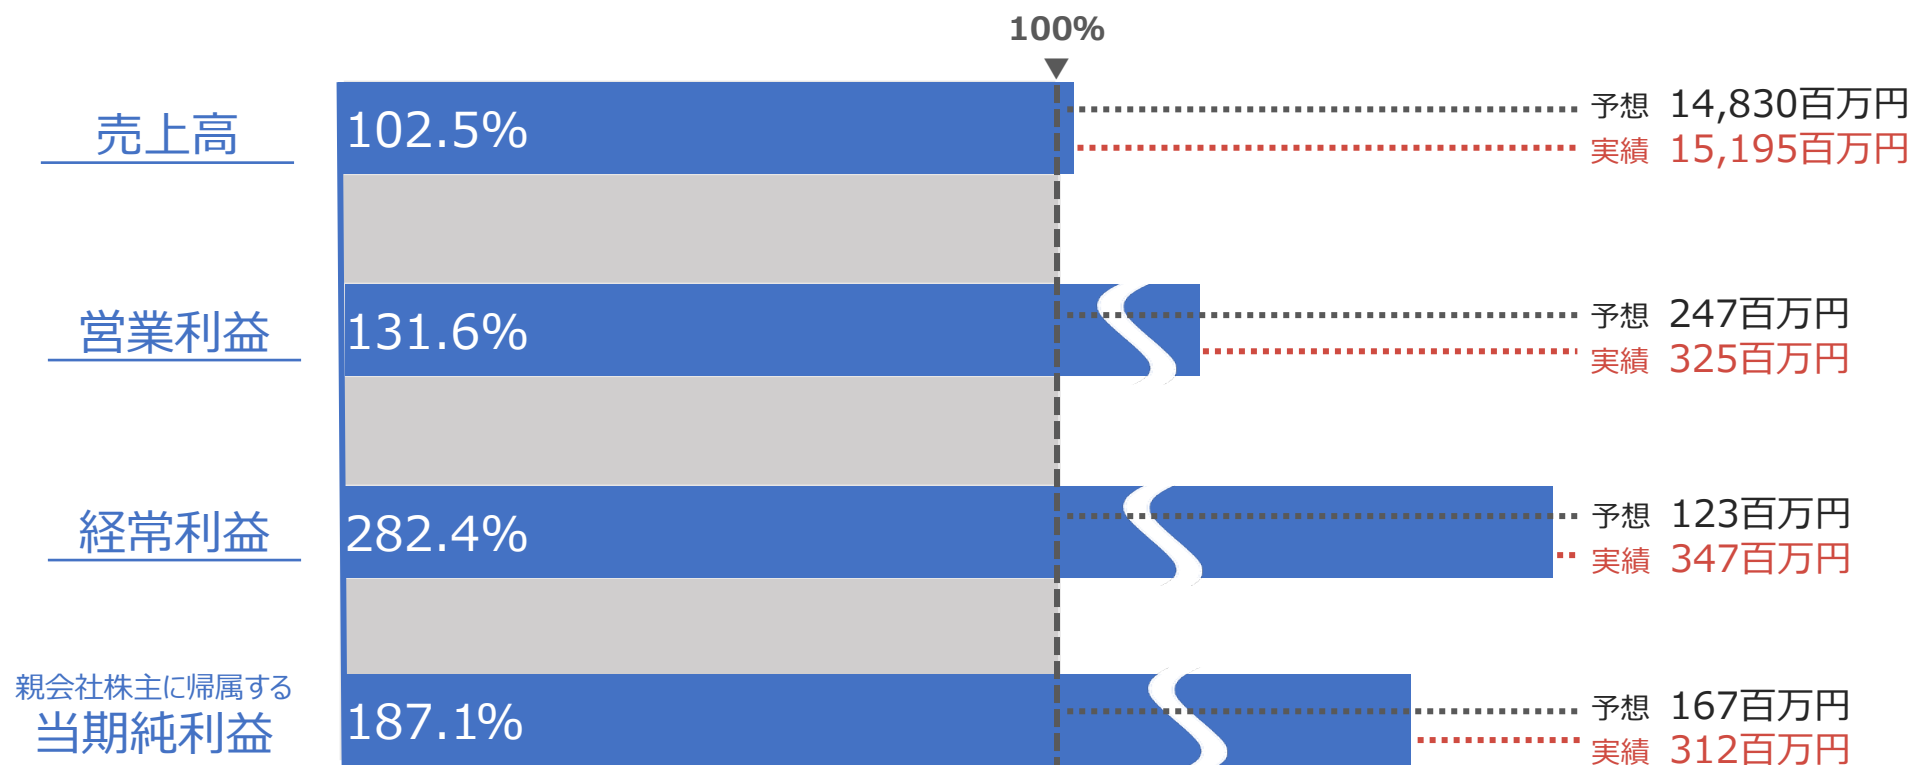 100%
売上高
102.5%
予想 14,830百万円
実績 15,195百万円
営業利益
131.6%
予想 247百万円
実績 325百万円
経常利益
282.4%
予想 123百万円
実績 347百万円
親会社株主に帰属する
当期純利益
187.1%
予想 167百万円
実績 312百万円